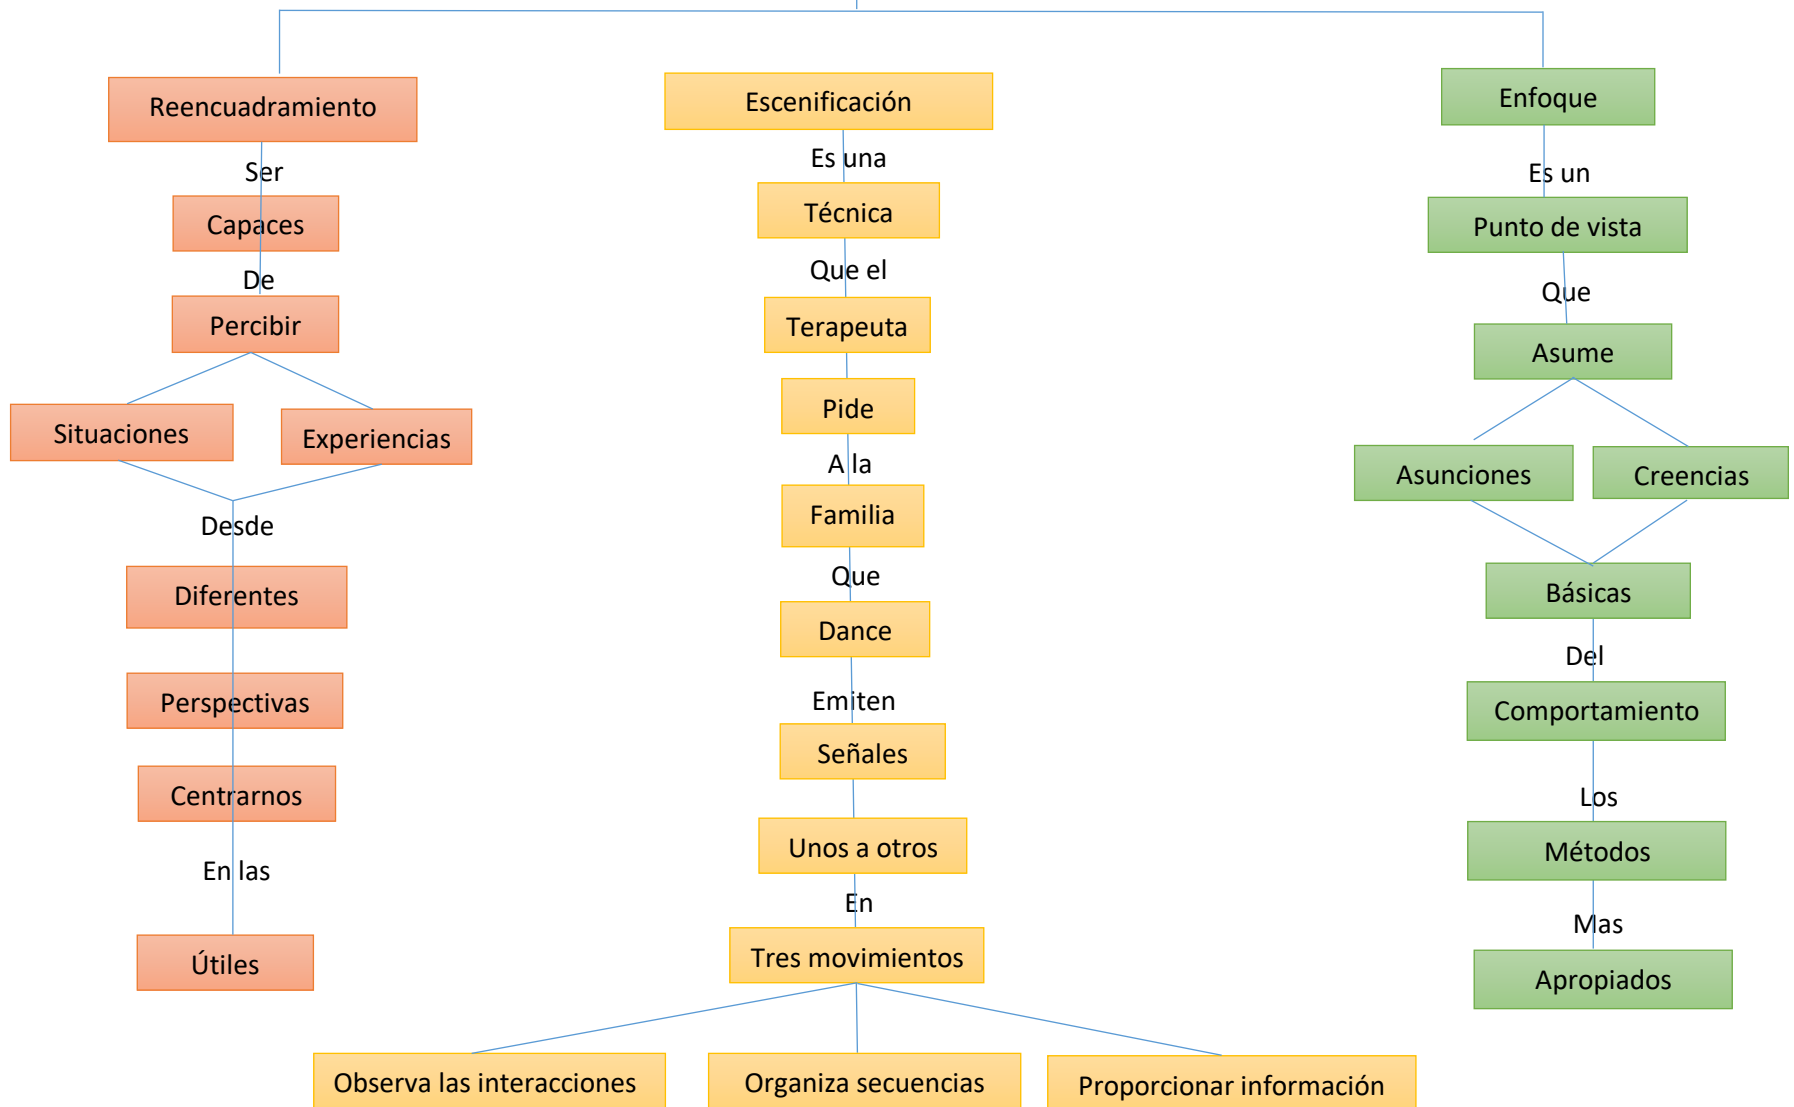 Reencuadramiento
Ser
Capaces
De
Percibir
Situaciones
Experiencias
Desde
Diferentes
Perspectivas
Centrarnos
En las
Útiles
Escenificación
Es una
Técnica
Que el
Terapeuta
Pide
A la
Familia
Que
Dance
Emiten
Señales
Unos a otros
En
Tres movimientos
Observa las interacciones
Organiza secuencias
Proporcionar información
Enfoque
Es un
Punto de vista
Que
Asume
Asunciones
Creencias
Básicas
Del
Comportamiento
Los
Métodos
Mas
Apropiados